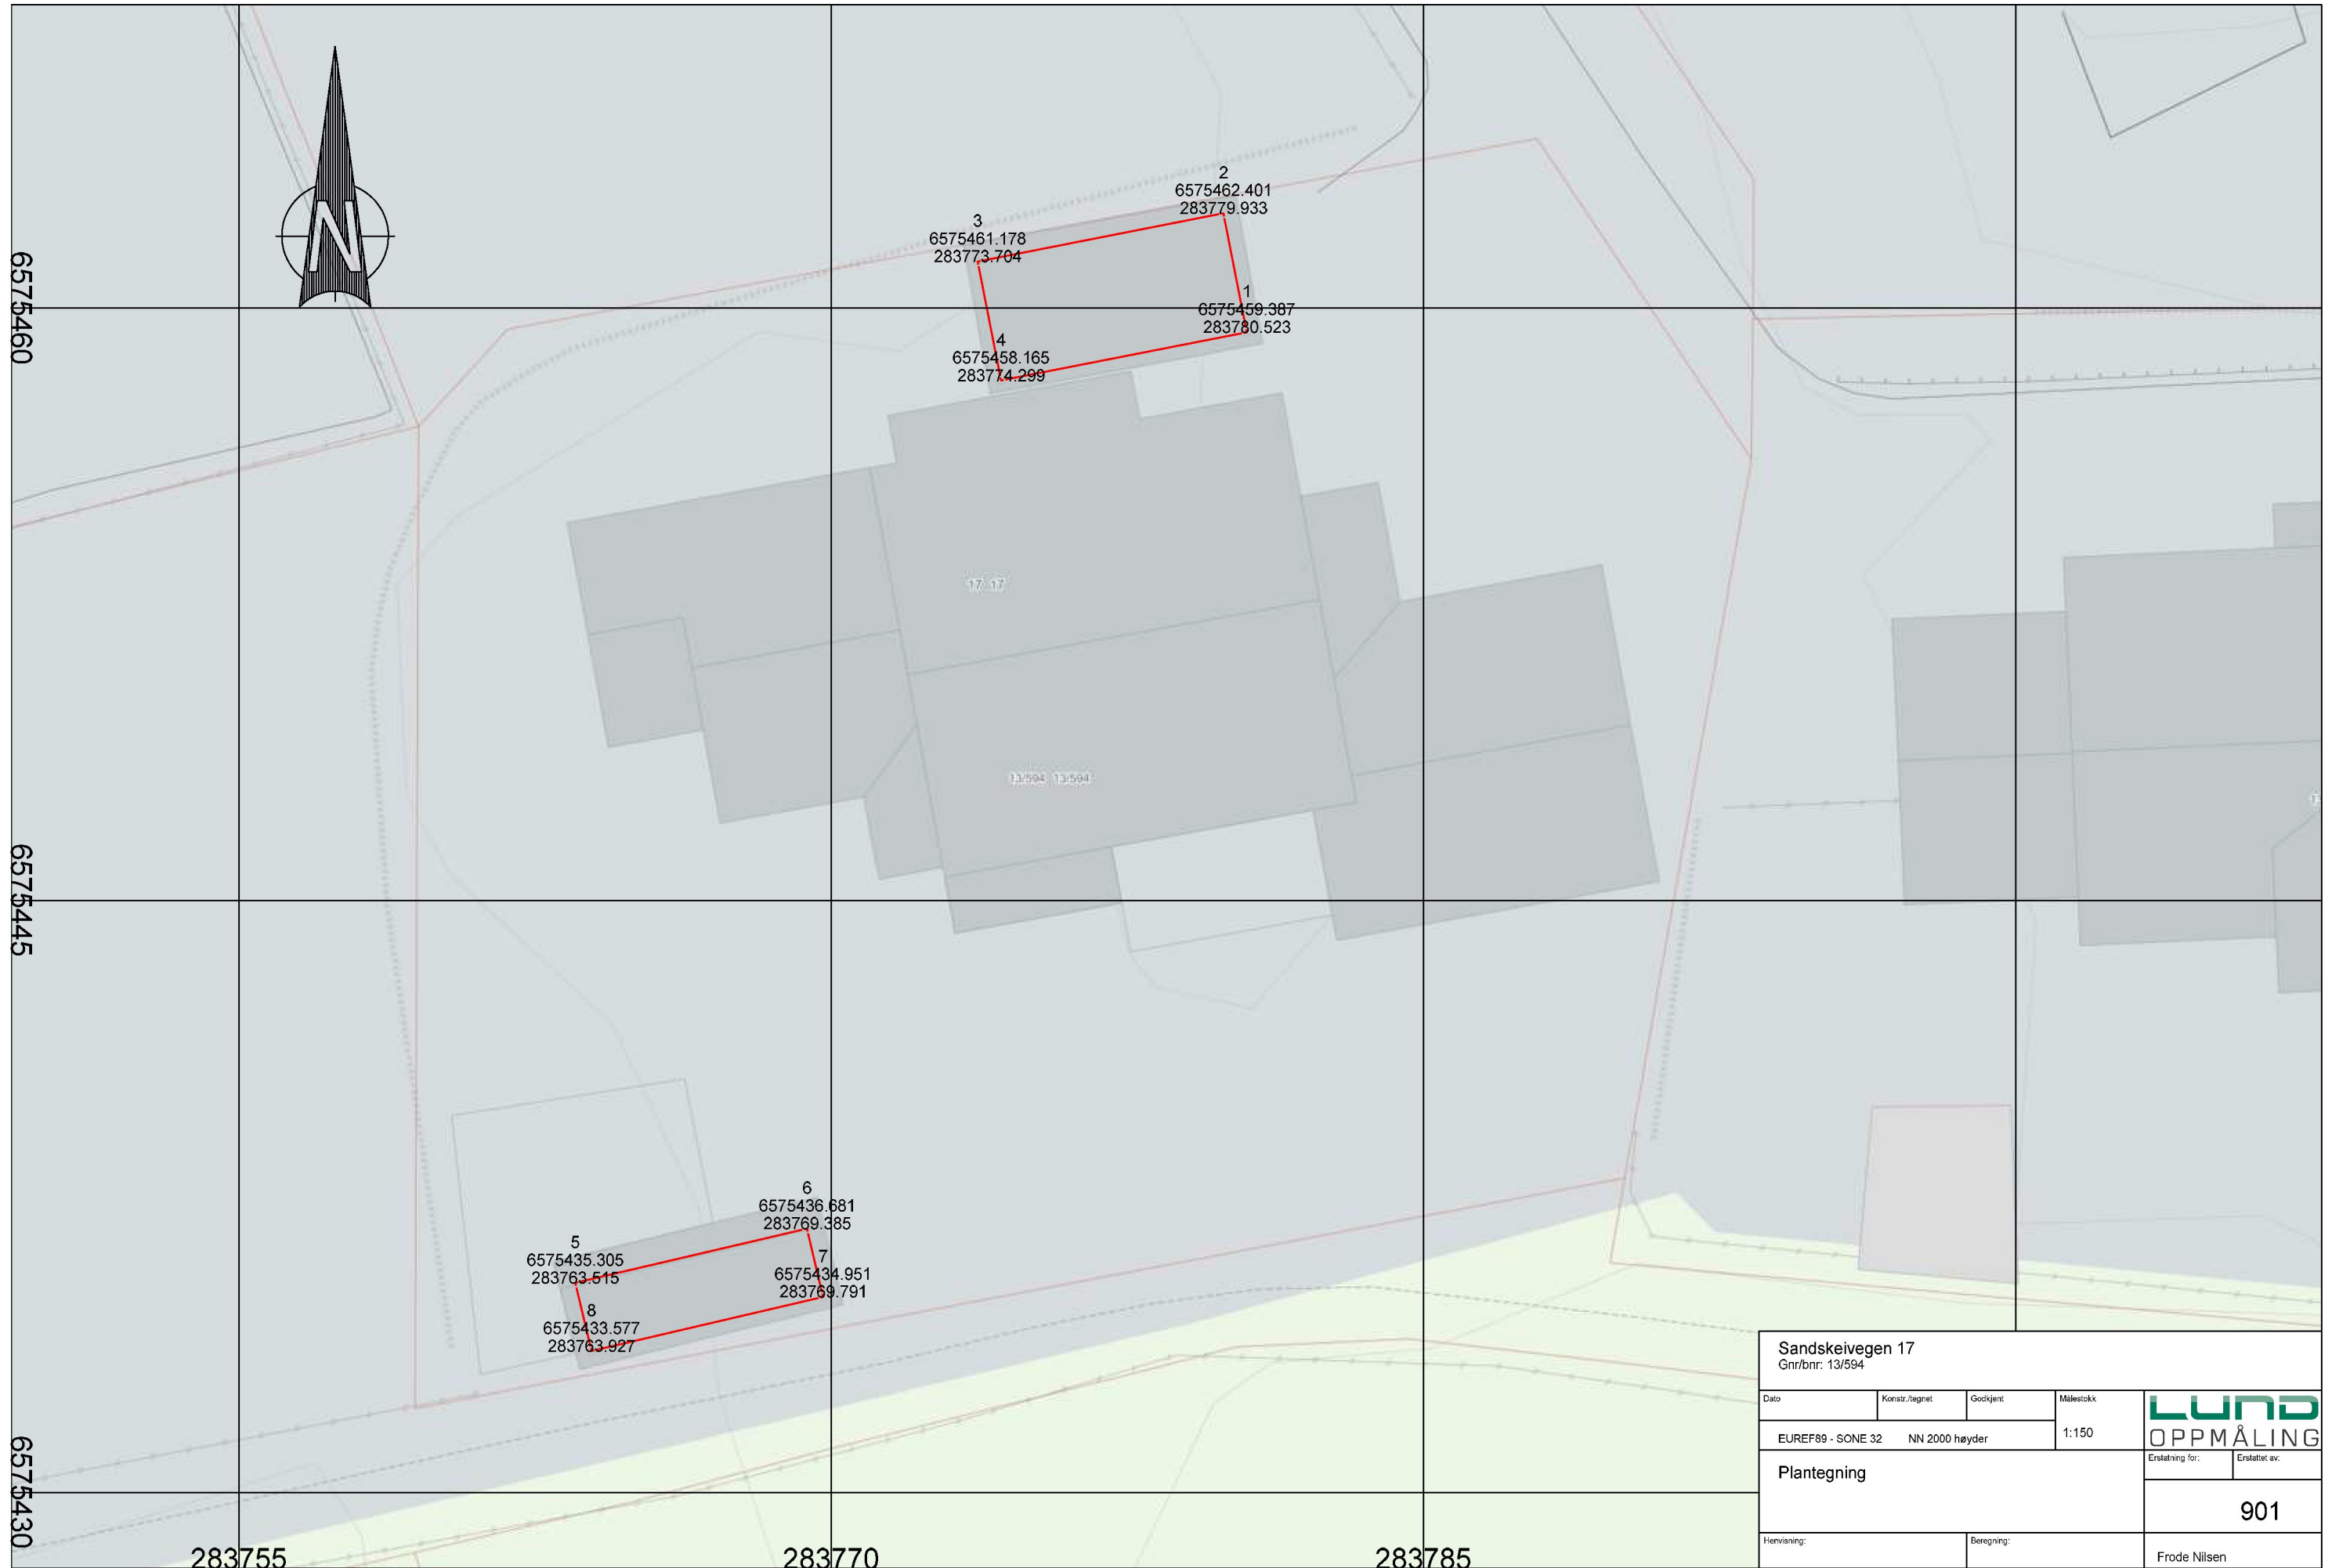 N
2
6575462.401
283779.933
3
6575461.178
283773.704
1
6575459.387
283780.523
4
6575458.165
283774.299
6575460
17 17
13/594 13/594
6575445
6
6575436.681
283769.385
5
6575435.305
283763.515
7
6575434.951
283769.791
8
6575433.577
283763.927
6575430
283755
283770
283785
Sandskeivegen 17
Gnr/bnr: 13/594
Dato
Konstr./tegnet
Godkjent
Målestokk
1:150
EUREF89 - SONE 32 NN 2000 høyder
LUND
OPPMÅLING
Plantegning
Erstatning for:
Erstattet av:
901
Henvisning:
Beregning:
Frode Nilsen